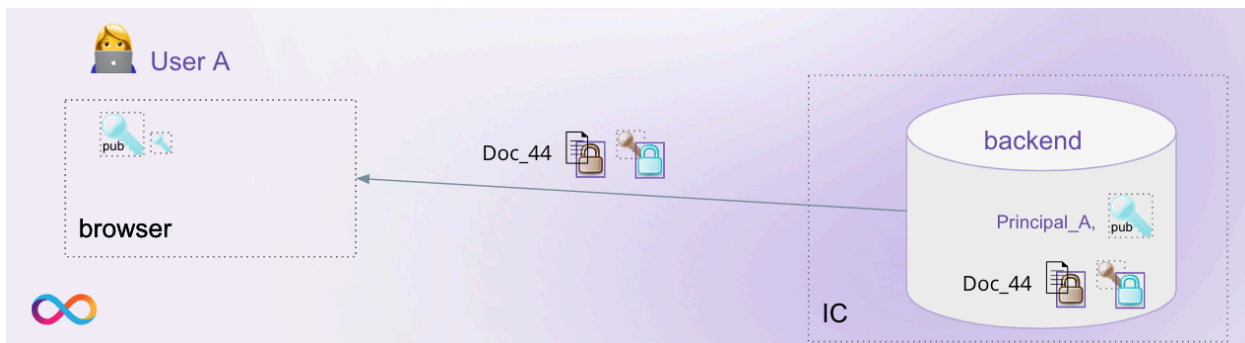 User A
pub
browser
Doc_44
backend
Principal_A,
pub
Doc_44
IC